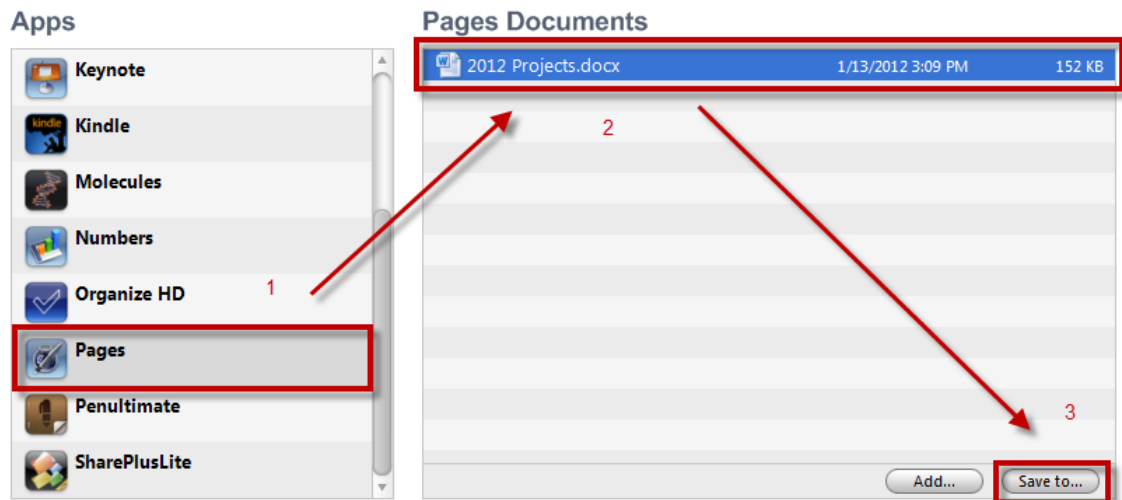 Apps
Keynote
kindle
Kindle
Molecules
Numbers
Organize HD
1
Pages
Penultimate
SharePlusLite
Pages Documents
W
2012 Projects.docx 1/13/2012 3:09 PM 152 KB
2
3
Add... Save to...